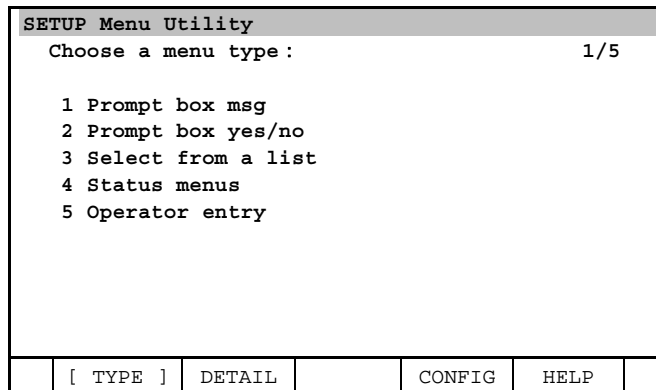 SETUP Menu Utility
Choose a menu type: 1/5
1 Prompt box msg
2 Prompt box yes/no
3 Select from a list
4 Status menus
5 Operator entry
[ TYPE ] DETAIL CONFIG HELP